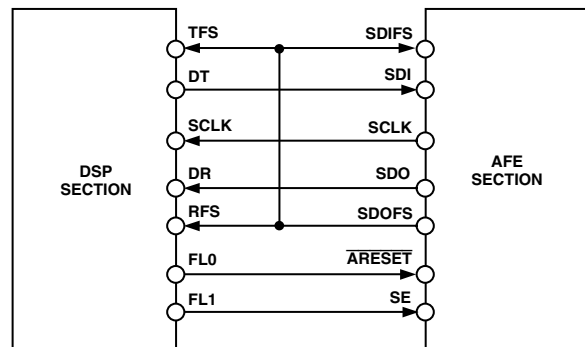 TFS SDIFS
DT SDI
SCLK SCLK
DSP
SECTION
AFE
SECTION
DR SDO
RFS SDOFS
FL0 ARESET
FL1 SE